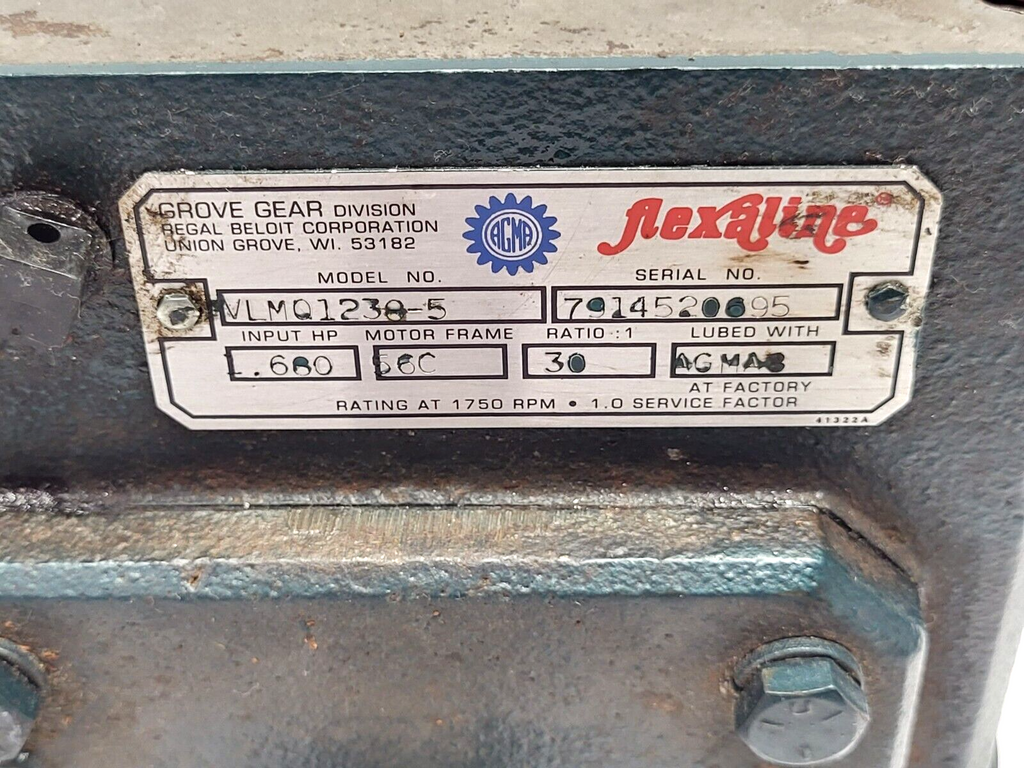 GROVE GEAR DIVISION
REGAL BELOIT CORPORATION
UNION GROVE, WI. 53182
AGMA
flexaline®
MODEL NO.
SERIAL NO.
VLMQ1238-5
7914520695
INPUT HP MOTOR FRAME RATIO :1 LUBED WITH
1.680 56C 30 AGMA8
AT FACTORY
RATING AT 1750 RPM • 1.0 SERVICE FACTOR
41322A